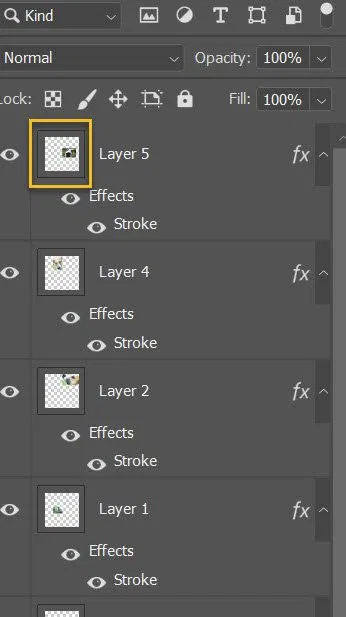 Kind
Normal Opacity: 100%
Lock: Fill: 100%
Layer 5 fx
Effects
Stroke
Layer 4 fx
Effects
Stroke
Layer 2 fx
Effects
Stroke
Layer 1 fx
Effects
Stroke